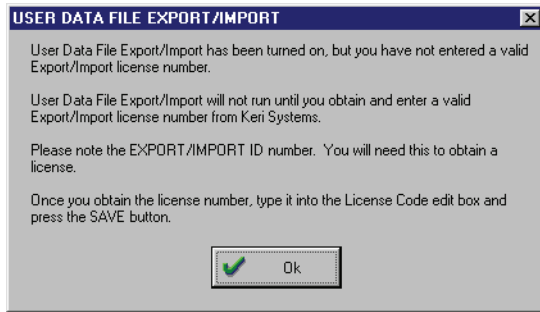 USER DATA FILE EXPORT/IMPORT
User Data File Export/Import has been turned on, but you have not entered a valid
Export/Import license number.
User Data File Export/Import will not run until you obtain and enter a valid
Export/Import license number from Keri Systems.
Please note the EXPORT/IMPORT ID number. You will need this to obtain a
license.
Once you obtain the license number, type it into the License Code edit box and
press the SAVE button.
Ok